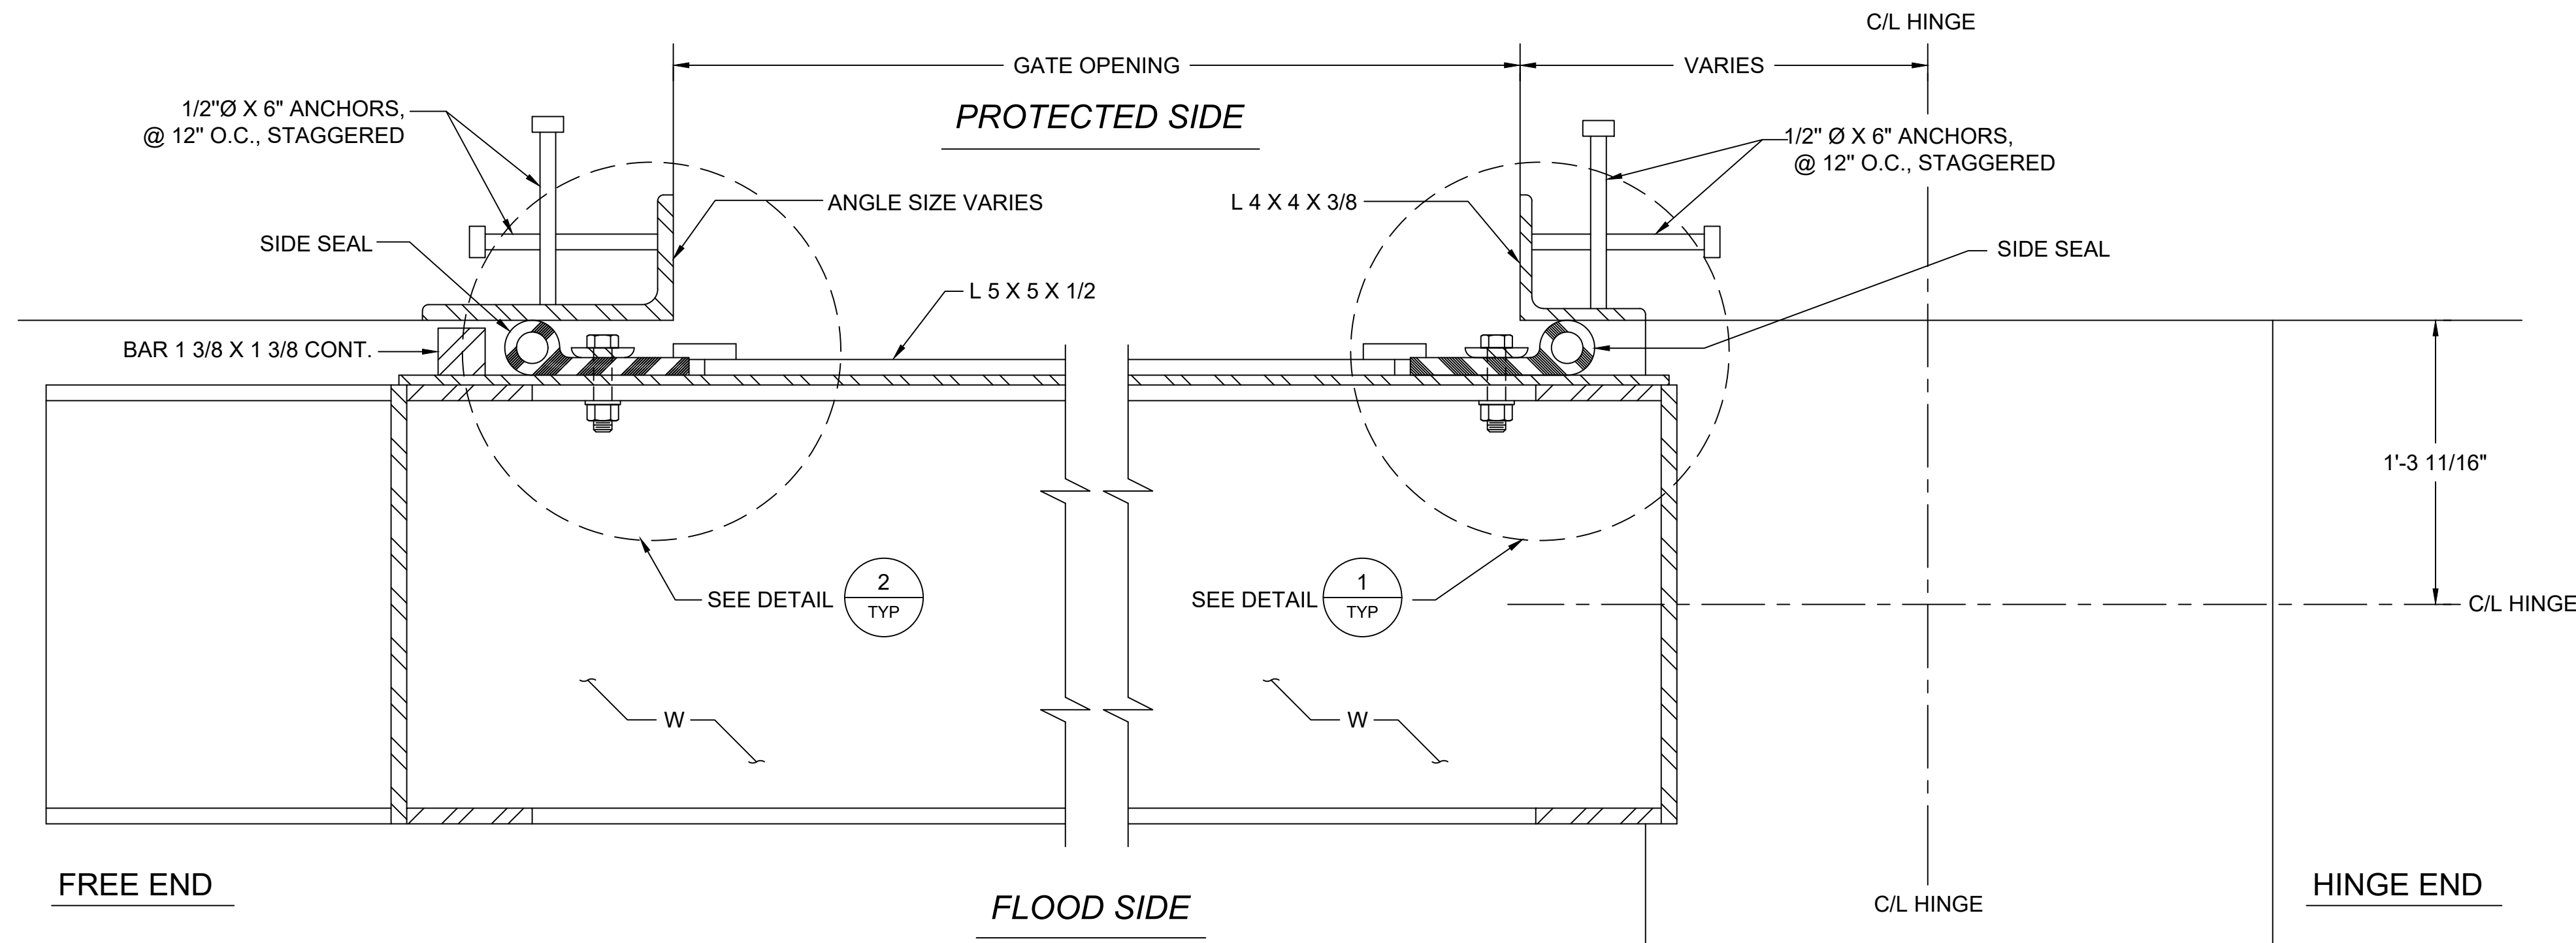 C/L HINGE
GATE OPENING
VARIES
PROTECTED SIDE
1/2"Ø X 6" ANCHORS,
@ 12" O.C., STAGGERED
1/2" Ø X 6" ANCHORS,
@ 12" O.C., STAGGERED
ANGLE SIZE VARIES
L 4 X 4 X 3/8
SIDE SEAL
SIDE SEAL
L 5 X 5 X 1/2
BAR 1 3/8 X 1 3/8 CONT.
1'-3 11/16"
SEE DETAIL
2
TYP
SEE DETAIL
1
TYP
C/L HINGE
W
W
FREE END
FLOOD SIDE
C/L HINGE
HINGE END